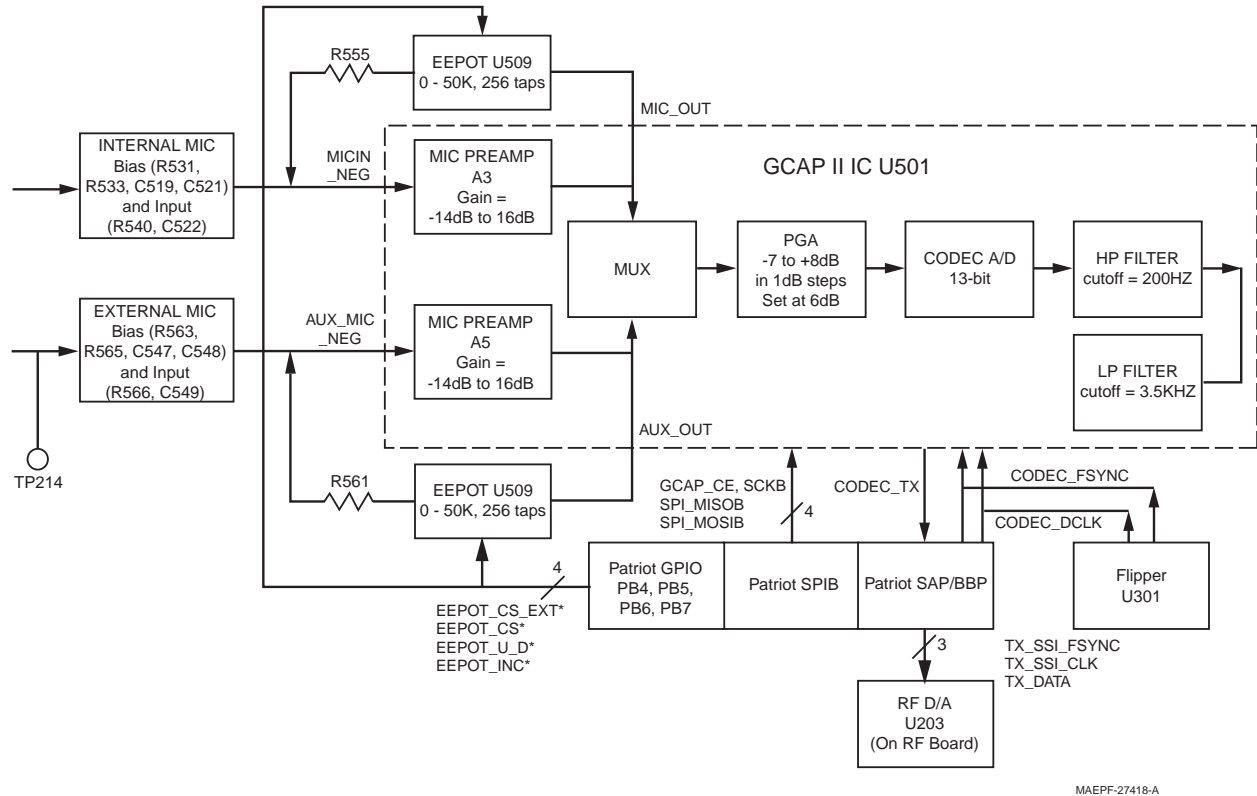 R555
EEPOT U509
0 - 50K, 256 taps
MIC_OUT
INTERNAL MIC
Bias (R531,
R533, C519, C521)
and Input
(R540, C522)
MICIN
_NEG
MIC PREAMP
A3
Gain =
-14dB to 16dB
GCAP II IC U501
MUX
PGA
-7 to +8dB
in 1dB steps
Set at 6dB
CODEC A/D
13-bit
HP FILTER
cutoff = 200HZ
EXTERNAL MIC
Bias (R563,
R565, C547, C548)
and Input
(R566, C549)
AUX_MIC
_NEG
MIC PREAMP
A5
Gain =
-14dB to 16dB
LP FILTER
cutoff = 3.5KHZ
AUX_OUT
TP214
R561
EEPOT U509
0 - 50K, 256 taps
GCAP_CE, SCKB
SPI_MISOB
SPI_MOSIB
4
CODEC_TX
CODEC_FSYNC
CODEC_DCLK
4
EEPOT_CS_EXT*
EEPOT_CS*
EEPOT_U_D*
EEPOT_INC*
Patriot GPIO
PB4, PB5,
PB6, PB7
Patriot SPIB
Patriot SAP/BBP
Flipper
U301
3
TX_SSI_FSYNC
TX_SSI_CLK
TX_DATA
RF D/A
U203
(On RF Board)
MAEPF-27418-A